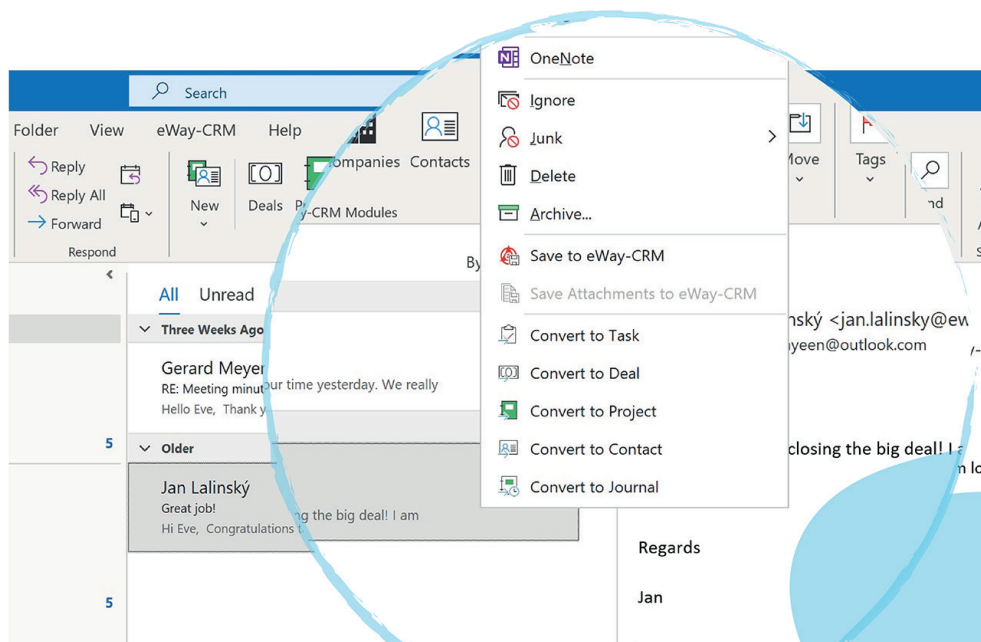 Search
Folder View eWay-CRM Help
Reply
Reply All
Forward
Respond
New
Deals
ompanies
Contacts
y-CRM Modules
Move
Tags
nd
By
All Unread
Three Weeks Ago
Gerard Meyer
RE: Meeting minut
our time yesterday. We really
Hello Eve, Thank y
5
Older
Jan Lalinský
Great job!
ng the big deal! I am
Hi Eve, Congratulations t
5
OneNote
Ignore
Junk
Delete
Archive...
Save to eWay-CRM
Save Attachments to eWay-CRM
Convert to Task
Convert to Deal
Convert to Project
Convert to Contact
Convert to Journal
nský <jan.lalinsky@ew
yeen@outlook.com
closing the big deal! I a
Regards
Jan